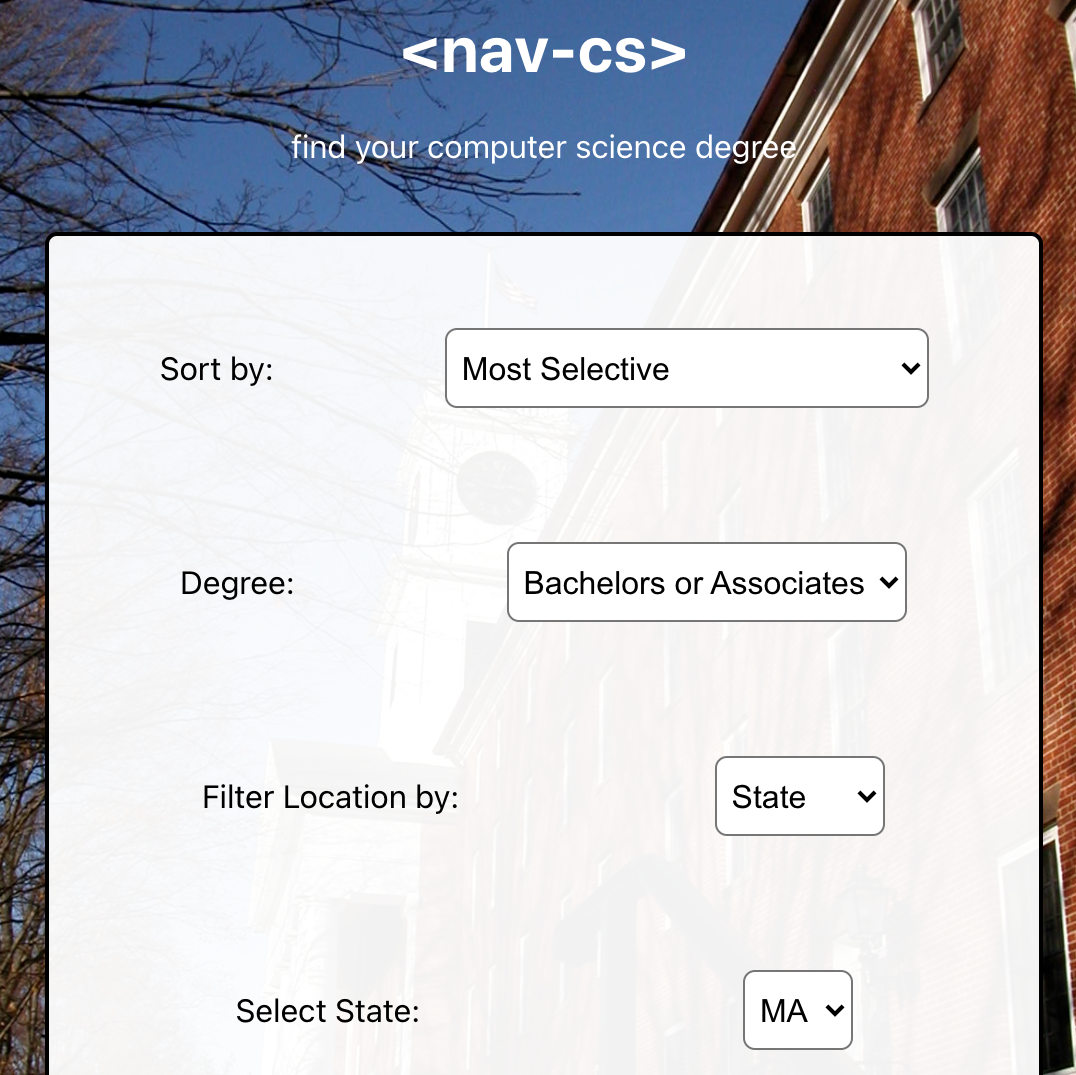 <nav-cs>
find your computer science degree
Sort by: Most Selective
Degree: Bachelors or Associates
Filter Location by: State
Select State: MA